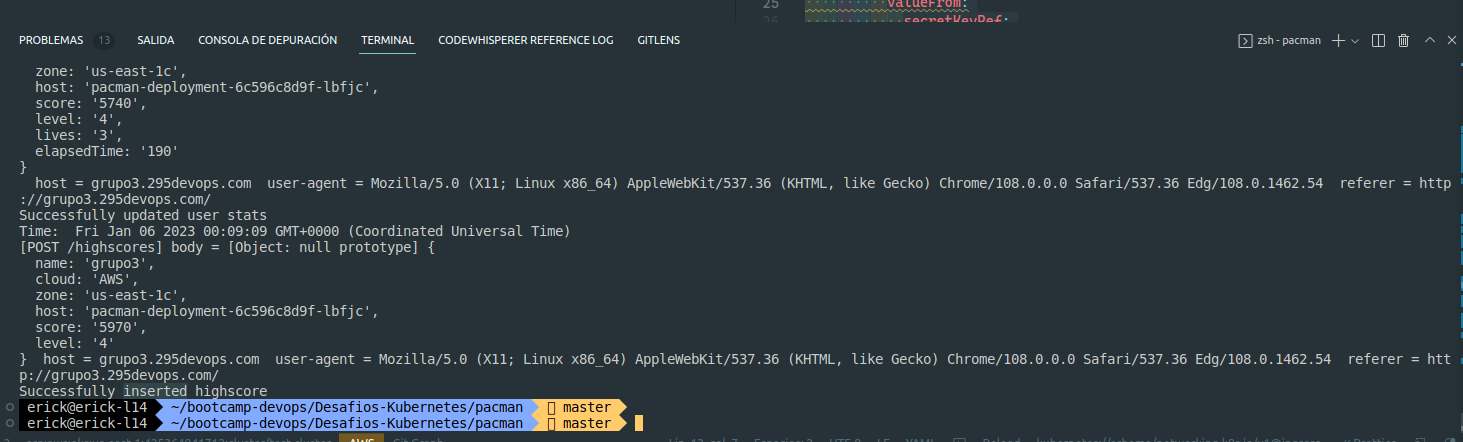 25 valueFrom:
26 secretKeyRef:
PROBLEMAS 13 SALIDA CONSOLA DE DEPURACIÓN TERMINAL CODEWHISPERER REFERENCE LOG GITLENS zsh - pacman
zone: 'us-east-1c',
host: 'pacman-deployment-6c596c8d9f-lbfjc',
score: '5740',
level: '4',
lives: '3',
elapsedTime: '190'
}
host = grupo3.295devops.com user-agent = Mozilla/5.0 (X11; Linux x86_64) AppleWebKit/537.36 (KHTML, like Gecko) Chrome/108.0.0.0 Safari/537.36 Edg/108.0.1462.54 referer = http
://grupo3.295devops.com/
Successfully updated user stats
Time: Fri Jan 06 2023 00:09:09 GMT+0000 (Coordinated Universal Time)
[POST /highscores] body = [Object: null prototype] {
name: 'grupo3',
cloud: 'AWS',
zone: 'us-east-1c',
host: 'pacman-deployment-6c596c8d9f-lbfjc',
score: '5970',
level: '4'
} host = grupo3.295devops.com user-agent = Mozilla/5.0 (X11; Linux x86_64) AppleWebKit/537.36 (KHTML, like Gecko) Chrome/108.0.0.0 Safari/537.36 Edg/108.0.1462.54 referer = htt
p://grupo3.295devops.com/
Successfully inserted highscore
erick@erick-l14 ~/bootcamp-devops/Desafios-Kubernetes/pacman master
erick@erick-l14 ~/bootcamp-devops/Desafios-Kubernetes/pacman master
AWS Git Graph